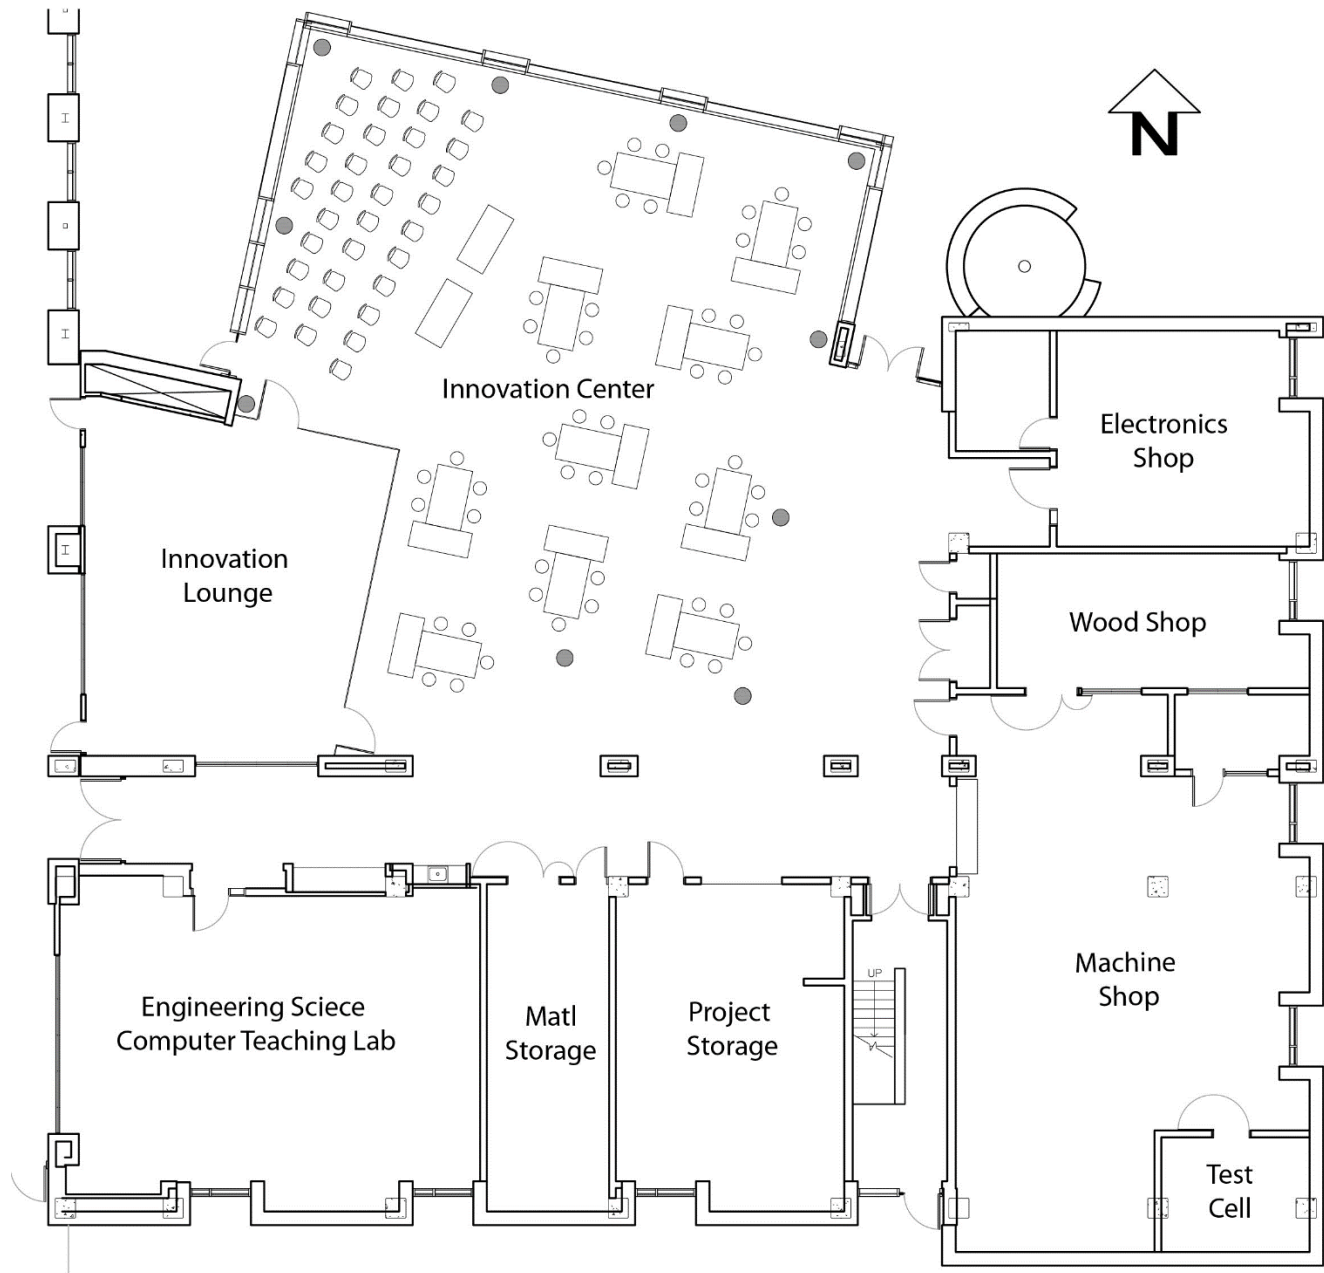 N
Innovation Center
Electronics
Shop
Innovation
Lounge
Wood Shop
Machine
Shop
Engineering Sciece
Computer Teaching Lab
Matl
Storage
Project
Storage
UP
Test
Cell